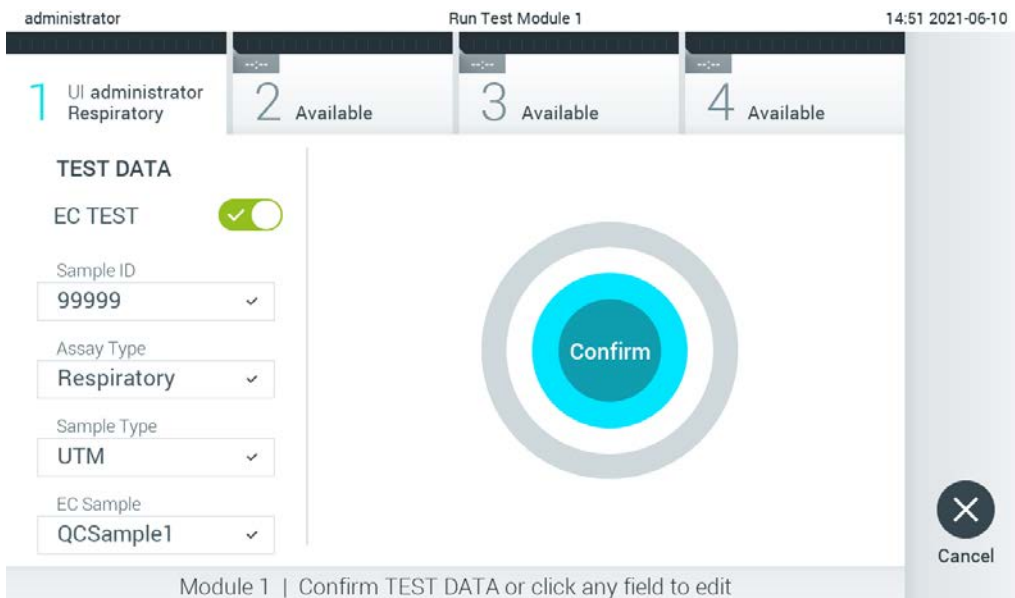 administrator
Run Test Module 1
14:51 2021-06-10
1
UI administrator
Respiratory
--:--
2 Available
--:--
3 Available
--:--
4 Available
TEST DATA
EC TEST
Sample ID
99999
Assay Type
Respiratory
Sample Type
UTM
EC Sample
QCSample1
Confirm
Cancel
Module 1 | Confirm TEST DATA or click any field to edit